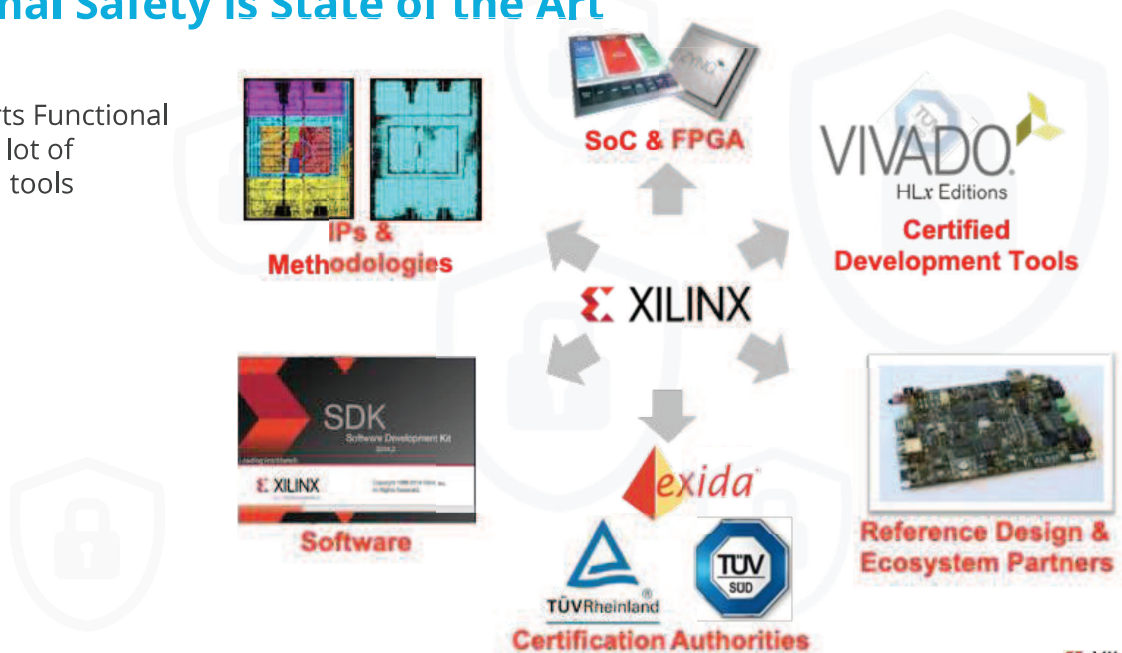 nal Safety is State of the Art
rts Functional
lot of
tools
ZYNQ
SoC & FPGA
IPs &
Methodologies
TÜV
VIVADO.
HLx Editions
Certified
Development Tools
XILINX
SDK
Software Development Kit
XILINX
Software
exida
TÜVRheinland
®
TÜV
SÜD
Certification Authorities
Reference Design &
Ecosystem Partners